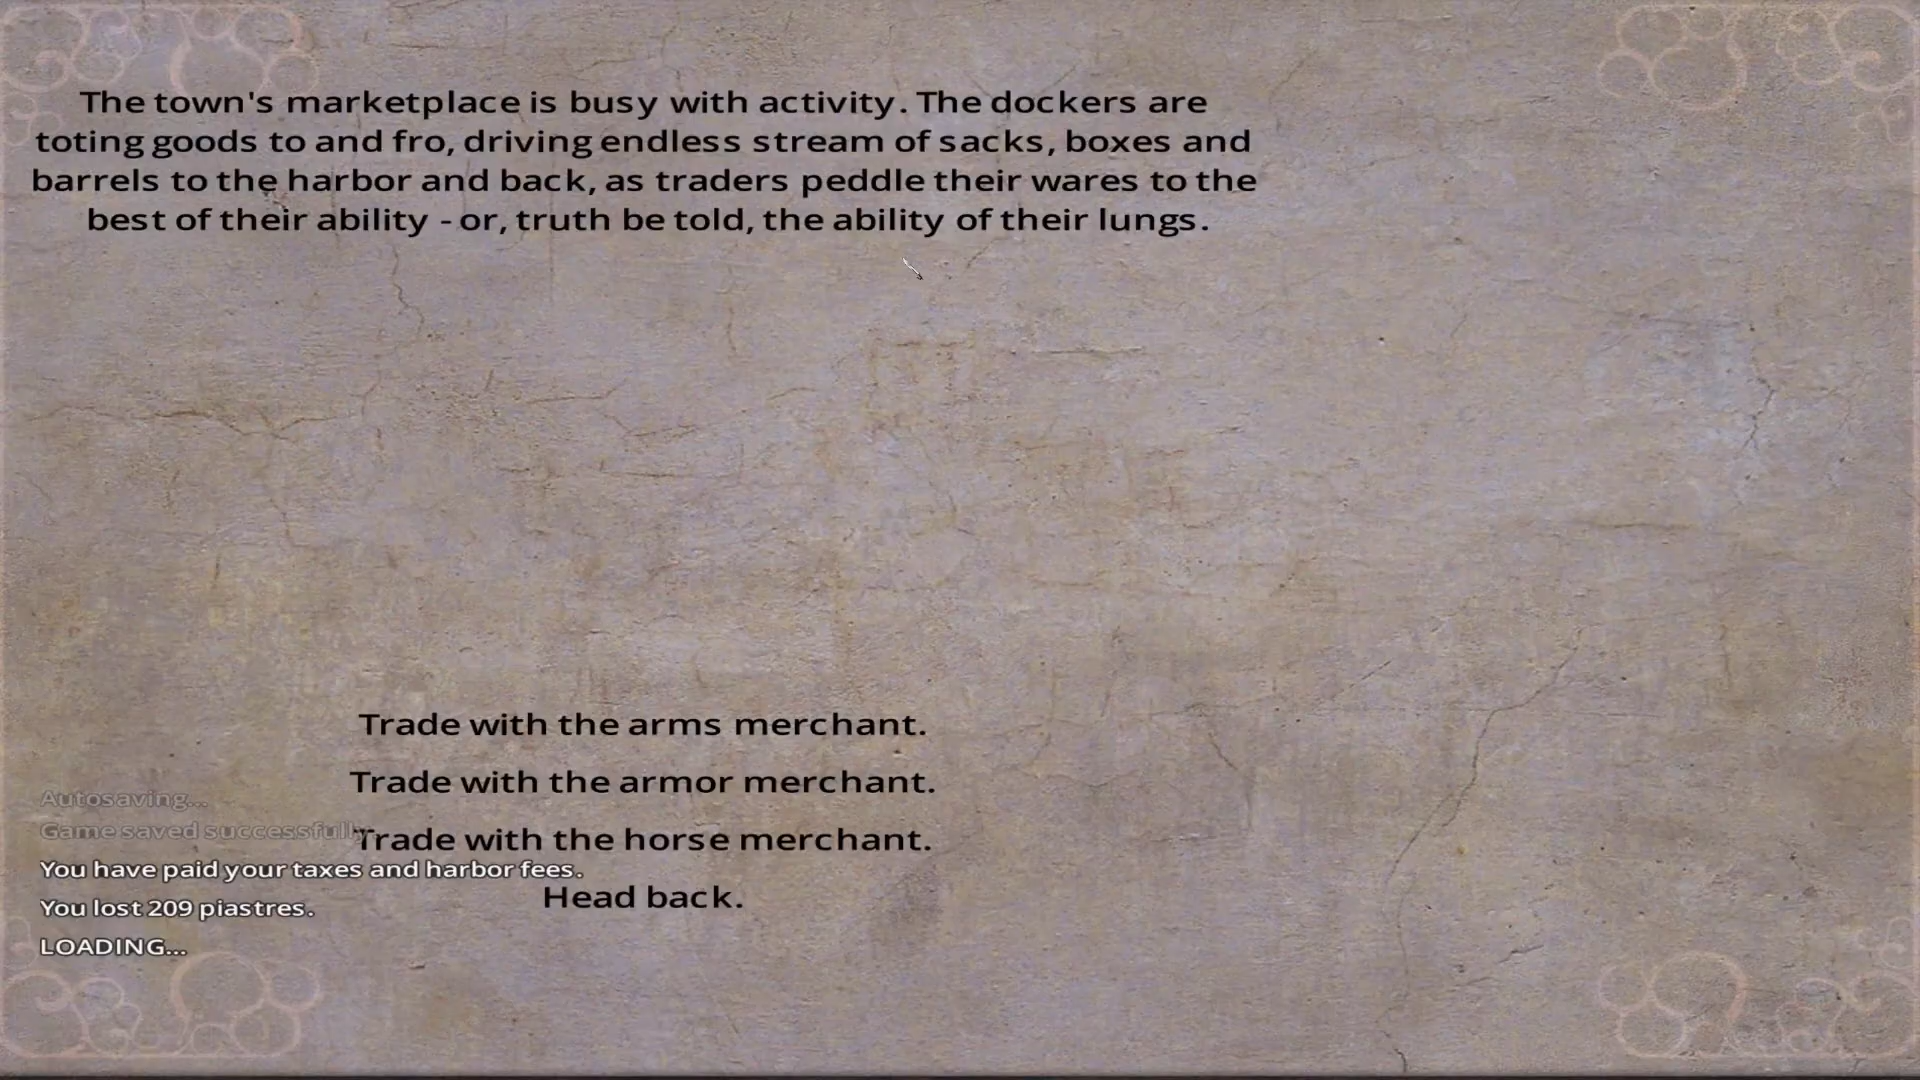 The town's marketplace is busy with activity. The dockers are
toting goods to and fro, driving endless stream of sacks, boxes and
barrels to the harbor and back, as traders peddle their wares to the
best of their ability - or, truth be told, the ability of their lungs.
Trade with the arms merchant.
Trade with the armor merchant.
Autosaving...
Game saved successfully.
Trade with the horse merchant.
You have paid your taxes and harbor fees.
Head back.
You lost 209 piastres.
LOADING...